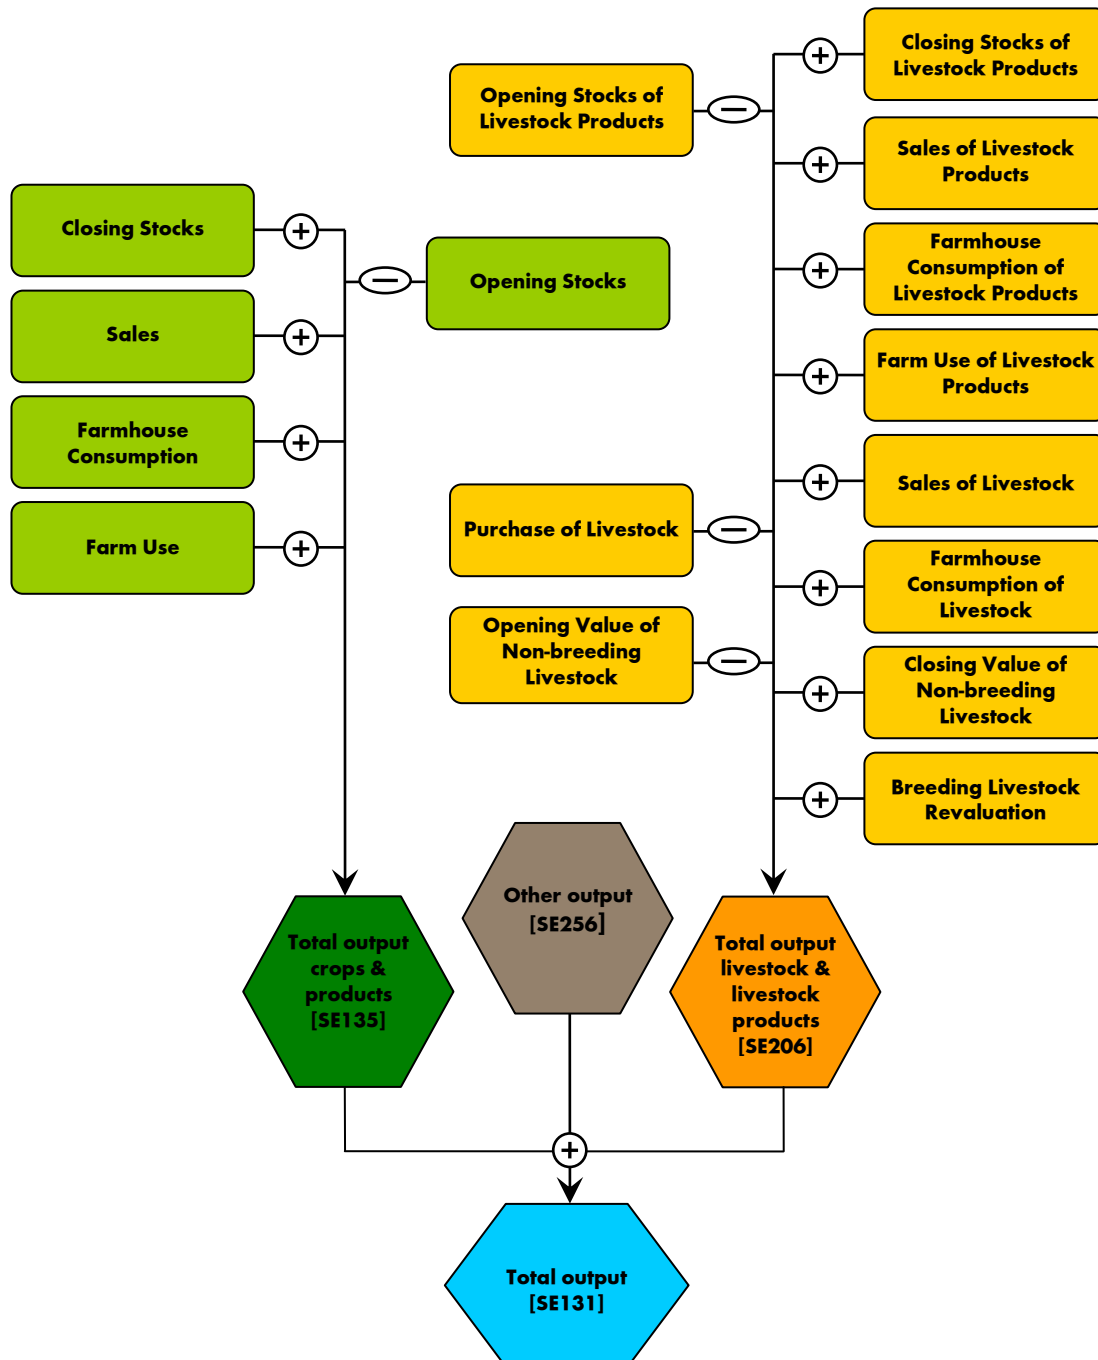 Closing Stocks of
Livestock Products
Opening Stocks of
Livestock Products
Sales of Livestock
Products
Closing Stocks
Farmhouse
Consumption of
Livestock Products
Opening Stocks
Sales
Farm Use of Livestock
Products
Farmhouse
Consumption
Sales of Livestock
Purchase of Livestock
Farm Use
Farmhouse
Consumption of
Livestock
Opening Value of
Non-breeding
Livestock
Closing Value of
Non-breeding
Livestock
Breeding Livestock
Revaluation
Other output
[SE256]
Total output
crops &
products
[SE135]
Total output
livestock &
livestock
products
[SE206]
Total output
[SE131]